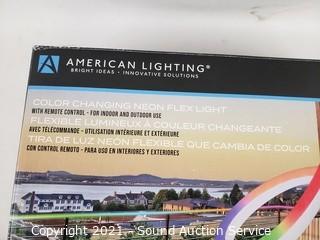 AMERICAN LIGHTING®
BRIGHT IDEAS • INNOVATIVE SOLUTIONS
COLOR CHANGING NEON FLEX LIGHT
WITH REMOTE CONTROL - FOR INDOOR AND OUTDOOR USE
FLEXIBLE LUMINEUX À COULEUR CHANGEANTE
AVEC TÉLÉCOMMANDE - UTILISATION INTÉRIEURE ET EXTÉRIEURE
TIRA DE LUZ NEÓN FLEXIBLE QUE CAMBIA DE COLOR
CON CONTROL REMOTO - PARA USO EN INTERIORES Y EXTERIORES
Copyright 2021 - Sound Auction Service